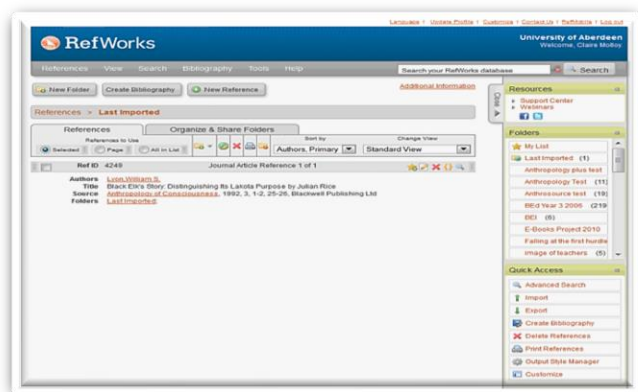 Language | Update Profile | Customize | Contact Us | RefMobile | Log out
RefWorks
University of Aberdeen
Welcome, Claire Molloy
References View Search Bibliography Tools Help
Search your RefWorks database
Search
New Folder
Create Bibliography
New Reference
Additional Information
References > Last Imported
References
Organize & Share Folders
References to Use
Selected
Page
All in List
Sort by
Authors, Primary
Change View
Standard View
Ref ID 4249 Journal Article Reference 1 of 1
Authors Lyon,William S.
Title Black Elk's Story: Distinguishing Its Lakota Purpose by Julian Rice
Source Anthropology of Consciousness, 1992, 3, 1-2, 25-26, Blackwell Publishing Ltd
Folders Last Imported;
Close
Resources
Support Center
Webinars
Folders
My List
Last Imported (1)
Anthropology plus test
Anthropology Test (11)
Anthrosource test (19)
BEd Year 3 2006 (219
BEI (6)
E-Books Project 2010
Failing at the first hurdle
image of teachers (5)
Quick Access
Advanced Search
Import
Export
Create Bibliography
Delete References
Print References
Output Style Manager
Customize